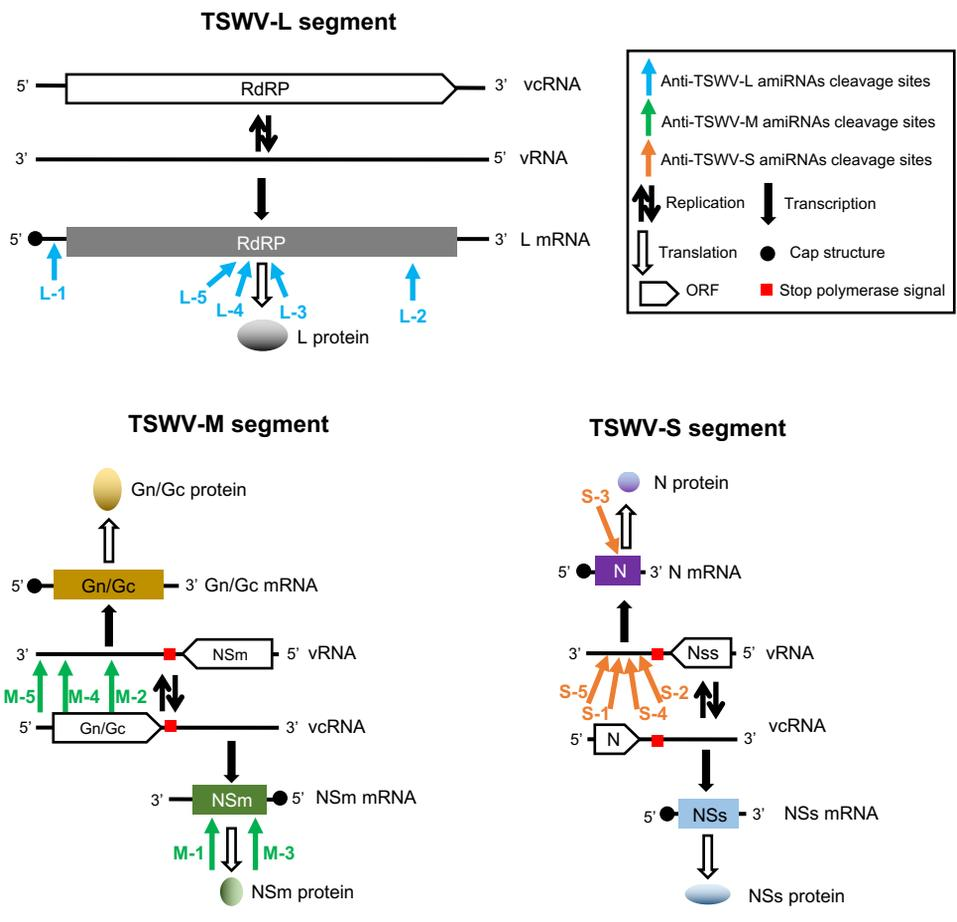 TSWV-L segment
5’ RdRP 3’ vcRNA
3’ 5’ vRNA
5’ RdRP 3’ L mRNA
L-1
L-5
L-4
L-3
L-2
L protein
Anti-TSWV-L amiRNAs cleavage sites
Anti-TSWV-M amiRNAs cleavage sites
Anti-TSWV-S amiRNAs cleavage sites
Replication Transcription
Translation Cap structure
ORF Stop polymerase signal
TSWV-M segment
Gn/Gc protein
5’ Gn/Gc 3’ Gn/Gc mRNA
3’ NSm 5’ vRNA
M-5 M-4 M-2
5’ Gn/Gc 3’ vcRNA
3’ NSm 5’ NSm mRNA
M-1 M-3
NSm protein
TSWV-S segment
S-3
N protein
5’ N 3’ N mRNA
3’ Nss 5’ vRNA
S-5 S-2
S-1 S-4
5’ N 3’ vcRNA
5’ NSs 3’ NSs mRNA
NSs protein